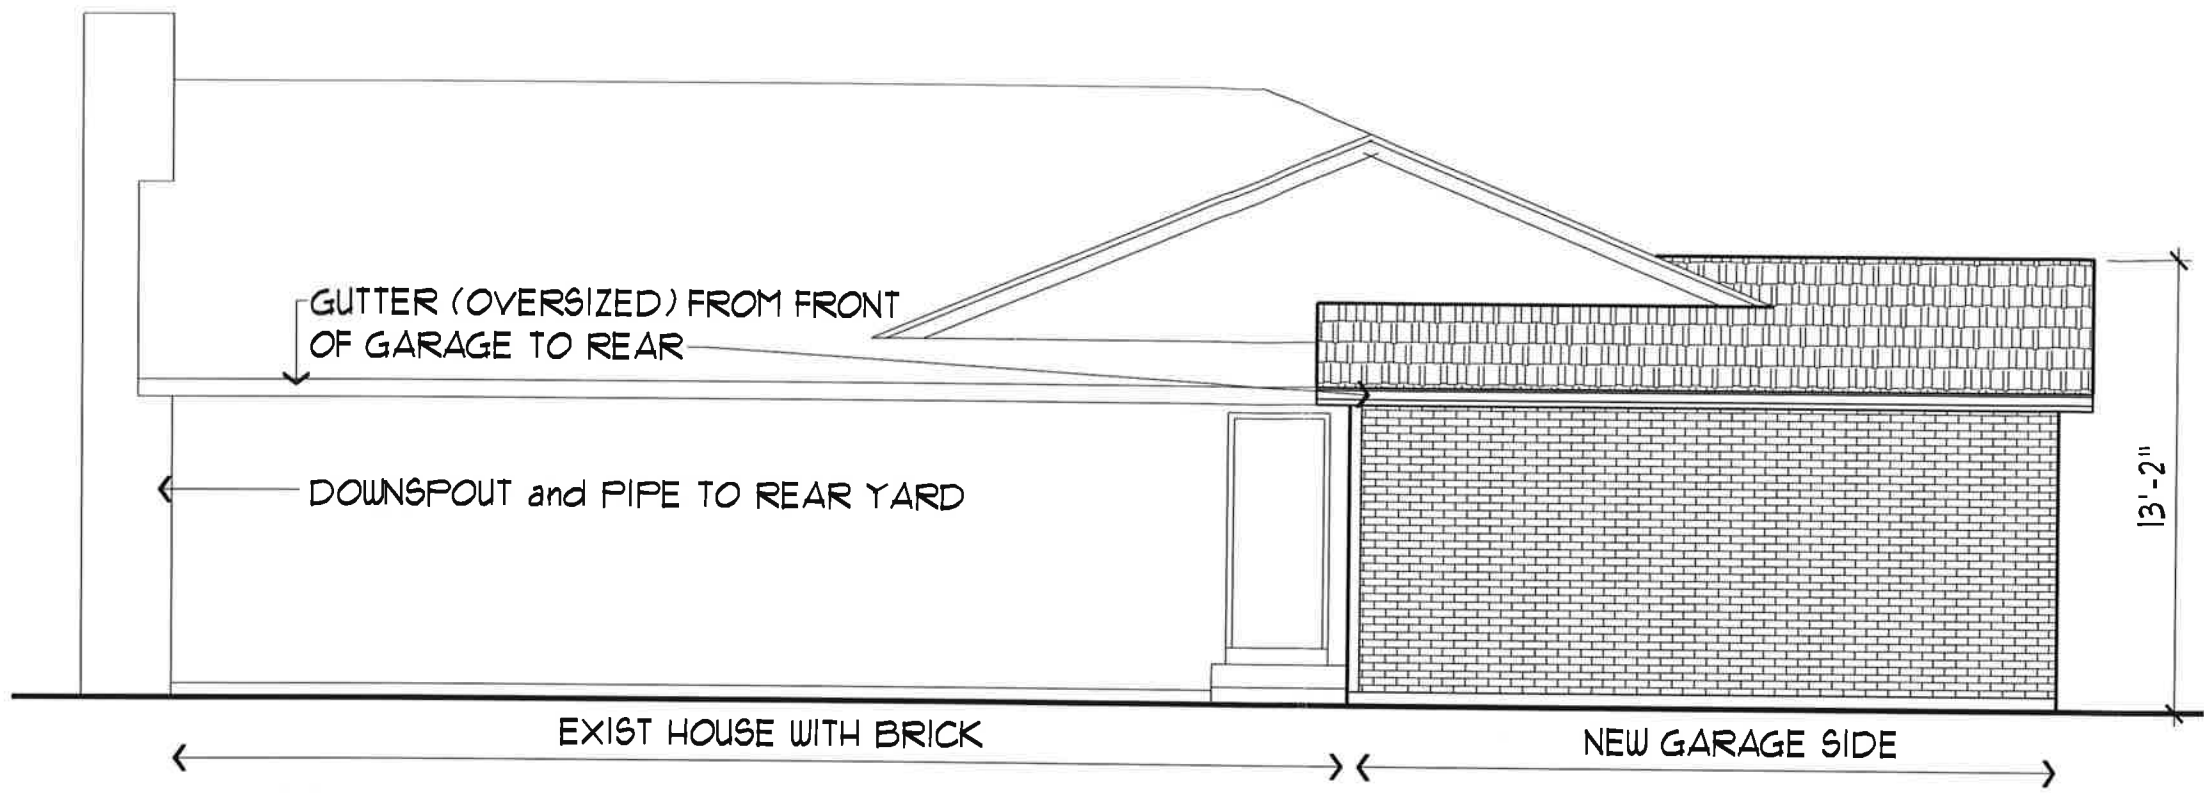 GUTTER (OVERSIZED) FROM FRONT
OF GARAGE TO REAR
DOWNSPOUT and PIPE TO REAR YARD
13'-2"
EXIST HOUSE WITH BRICK
NEW GARAGE SIDE